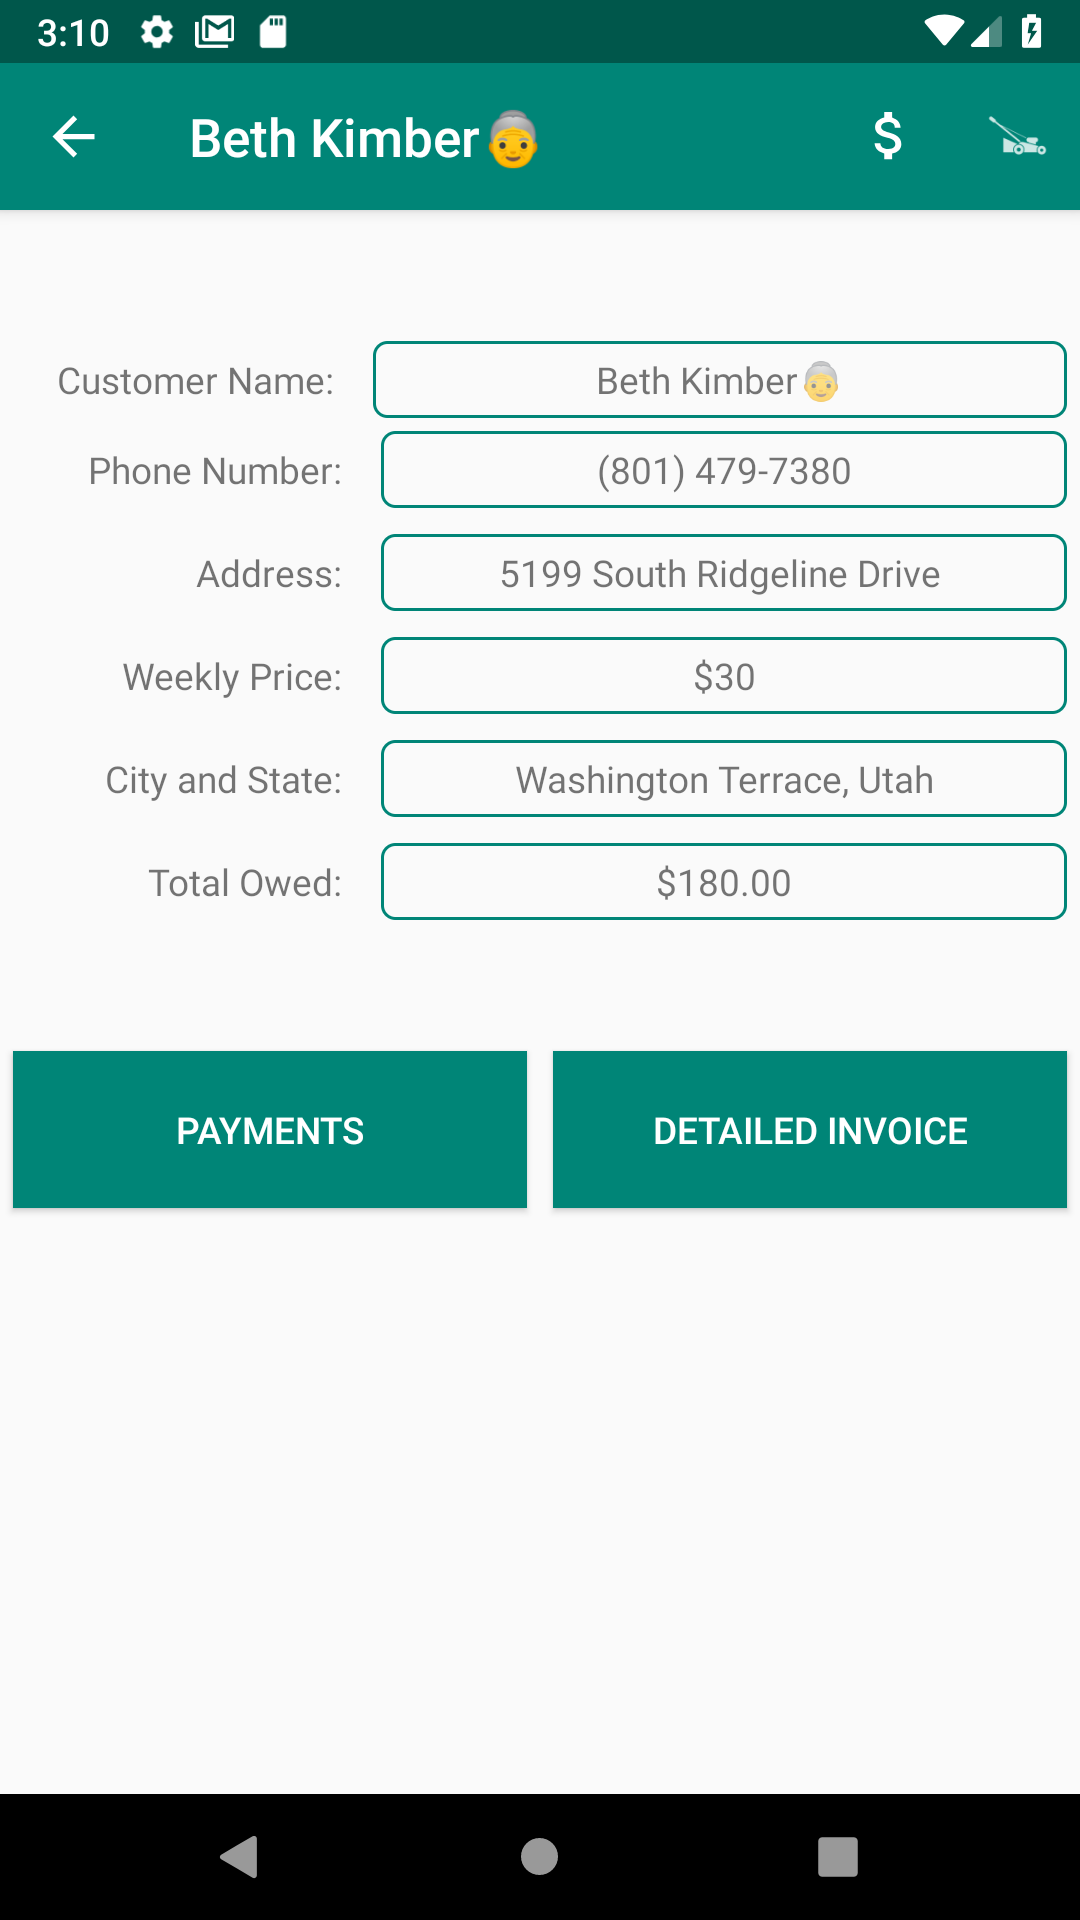 3:10
Beth Kimber👵 $
Customer Name: Beth Kimber👵
Phone Number: (801) 479-7380
Address: 5199 South Ridgeline Drive
Weekly Price: $30
City and State: Washington Terrace, Utah
Total Owed: $180.00
PAYMENTS DETAILED INVOICE